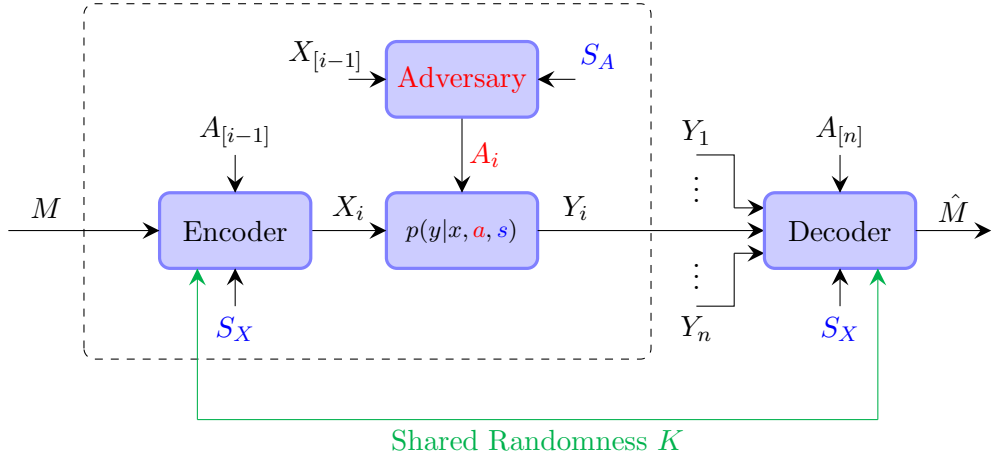 X_{[i-1]}
Adversary
S_A
A_{[i-1]}
A_i
Y_1
A_{[n]}
⋮
M
Encoder
X_i
p(y|x, a, s)
Y_i
Decoder
\hat{M}
⋮
S_X
Y_n
S_X
Shared Randomness K